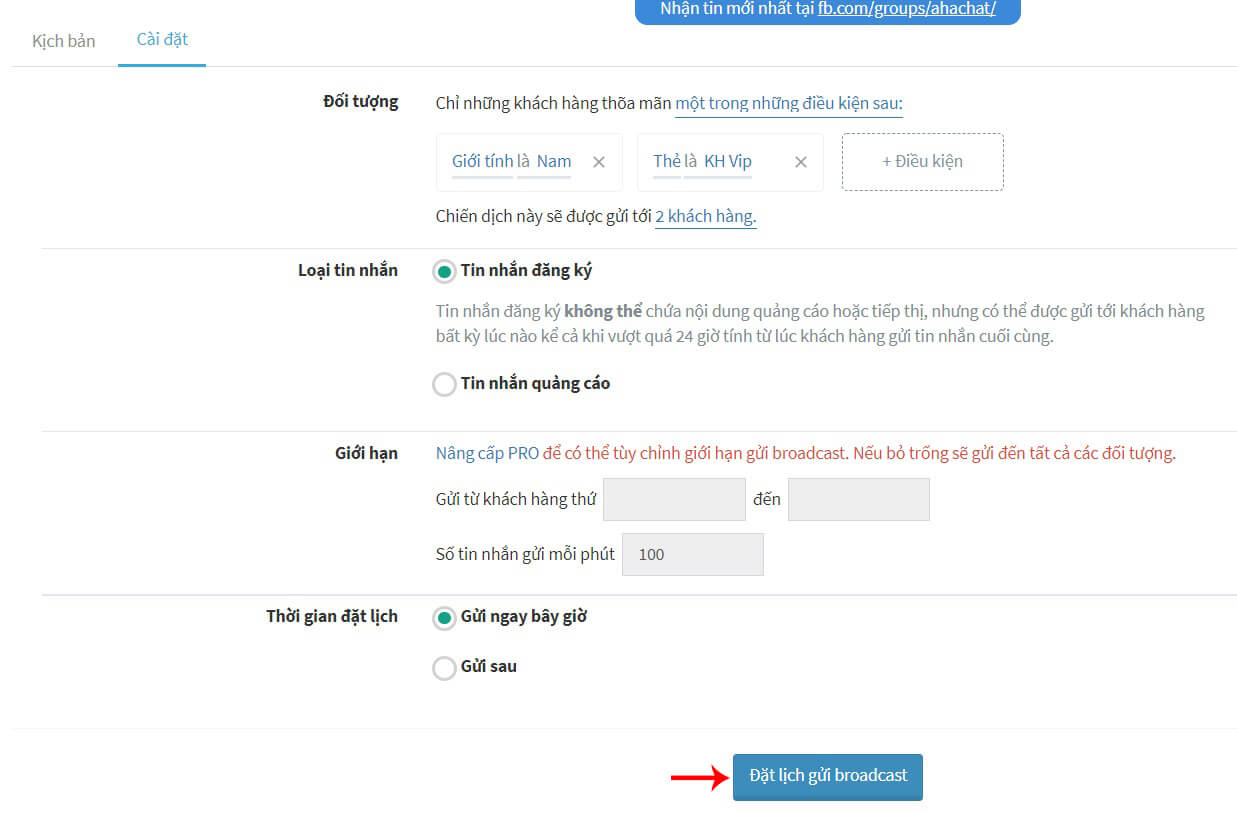 Nhận tin mới nhất tại fb.com/groups/ahachat/
Kịch bản
Cài đặt
Đối tượng
Chỉ những khách hàng thõa mãn một trong những điều kiện sau:
Giới tính là Nam ×
Thẻ là KH Vip ×
+ Điều kiện
Chiến dịch này sẽ được gửi tới 2 khách hàng.
Loại tin nhắn
Tin nhắn đăng ký
Tin nhắn đăng ký không thể chứa nội dung quảng cáo hoặc tiếp thị, nhưng có thể được gửi tới khách hàng
bất kỳ lúc nào kể cả khi vượt quá 24 giờ tính từ lúc khách hàng gửi tin nhắn cuối cùng.
Tin nhắn quảng cáo
Giới hạn
Nâng cấp PRO để có thể tùy chỉnh giới hạn gửi broadcast. Nếu bỏ trống sẽ gửi đến tất cả các đối tượng.
Gửi từ khách hàng thứ
đến
Số tin nhắn gửi mỗi phút 100
Thời gian đặt lịch
Gửi ngay bây giờ
Gửi sau
Đặt lịch gửi broadcast